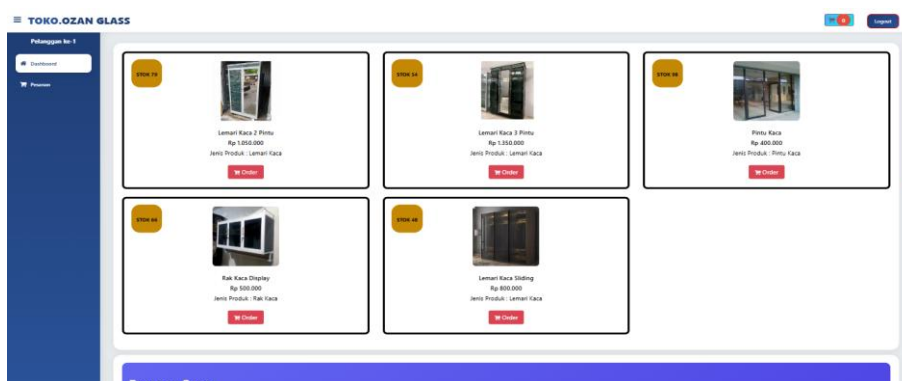 TOKO.OZAN GLASS
Logout
Pelanggan ke-1
Dashboard
Pesanan
STOK 78
Lemari Kaca 2 Pintu
Rp 1.050.000
Jenis Produk : Lemari Kaca
Order
STOK 54
Lemari Kaca 3 Pintu
Rp 1.350.000
Jenis Produk : Lemari Kaca
Order
Pintu Kaca
Rp 400.000
Jenis Produk : Pintu Kaca
Order
STOK 66
Rak Kaca Display
Rp 500.000
Jenis Produk : Rak Kaca
Order
STOK 48
Lemari Kaca Sliding
Rp 800.000
Jenis Produk : Lemari Kaca
Order